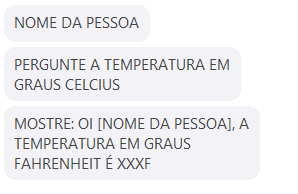 NOME DA PESSOA
PERGUNTE A TEMPERATURA EM
GRAUS CELCIUS
MOSTRE: OI [NOME DA PESSOA], A
TEMPERATURA EM GRAUS
FAHRENHEIT É XXXF